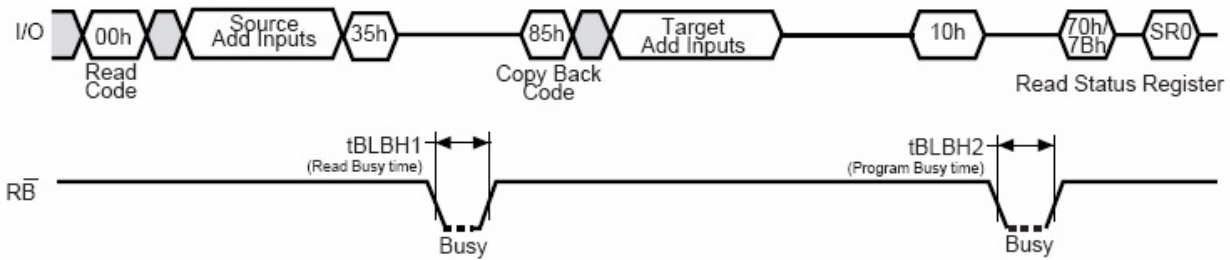 I/O
00h
Source
Add Inputs
35h
85h
Target
Add Inputs
10h
70h/
7Bh
SR0
Read
Code
Copy Back
Code
Read Status Register
tBLBH1
(Read Busy time)
tBLBH2
(Program Busy time)
RB̅
Busy
Busy